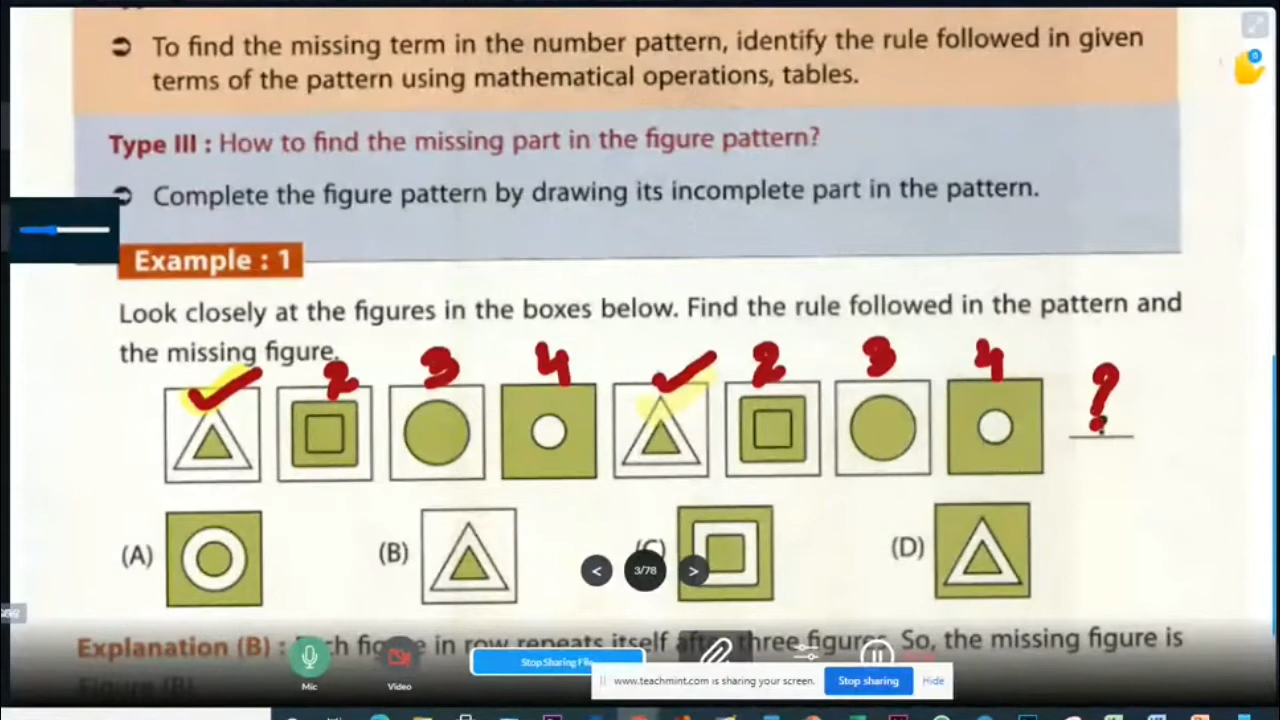 To find the missing term in the number pattern, identify the rule followed in given
terms of the pattern using mathematical operations, tables.
Type III : How to find the missing part in the figure pattern?
Complete the figure pattern by drawing its incomplete part in the pattern.
Example : 1
Look closely at the figures in the boxes below. Find the rule followed in the pattern and
the missing figure.
2 3 4 2 3 4 ?
(A) (B) (C) (D)
< 3/78 >
Explanation (B) : figure in row repeats itself after three figures. So, the missing figure is
Figure (B)
Mic
Video
Stop Sharing File
www.teachmint.com is sharing your screen.
Stop sharing
Hide